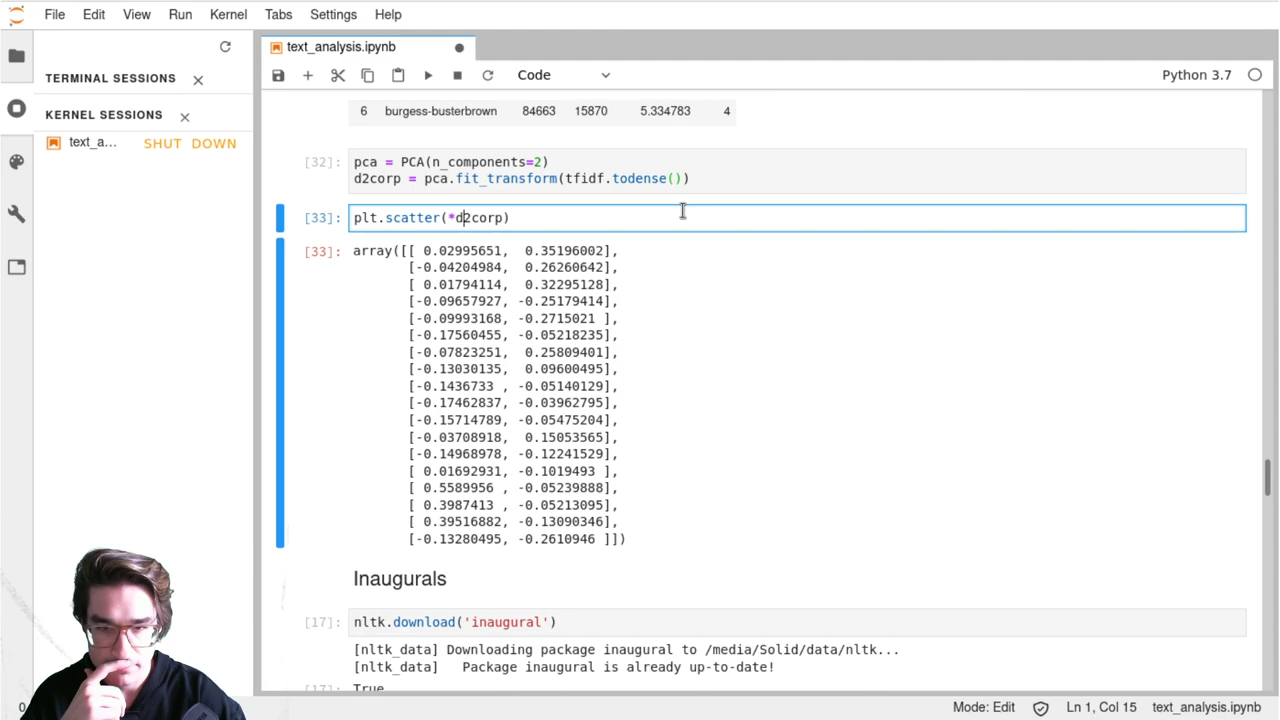 File Edit View Run Kernel Tabs Settings Help
TERMINAL SESSIONS
KERNEL SESSIONS
text_a... SHUT DOWN
text_analysis.ipynb
Code
Python 3.7
6 burgess-busterbrown 84663 15870 5.334783 4
[32]: pca = PCA(n_components=2)
d2corp = pca.fit_transform(tfidf.todense())
[33]: plt.scatter(*d2corp)
[33]: array([[ 0.02995651,  0.35196002],
[-0.04204984,  0.26260642],
[ 0.01794114,  0.32295128],
[-0.09657927, -0.25179414],
[-0.09993168, -0.2715021 ],
[-0.17560455, -0.05218235],
[-0.07823251,  0.25809401],
[-0.13030135,  0.09600495],
[-0.1436733 , -0.05140129],
[-0.17462837, -0.03962795],
[-0.15714789, -0.05475204],
[-0.03708918,  0.15053565],
[-0.14968978, -0.12241529],
[ 0.01692931, -0.1019493 ],
[ 0.5589956 , -0.05239888],
[ 0.3987413 , -0.05213095],
[ 0.39516882, -0.13090346],
[-0.13280495, -0.2610946 ]])
Inaugurals
[17]: nltk.download('inaugural')
[nltk_data] Downloading package inaugural to /media/Solid/data/nltk...
[nltk_data]   Package inaugural is already up-to-date!
[17]: True
0
Mode: Edit Ln 1, Col 15 text_analysis.ipynb